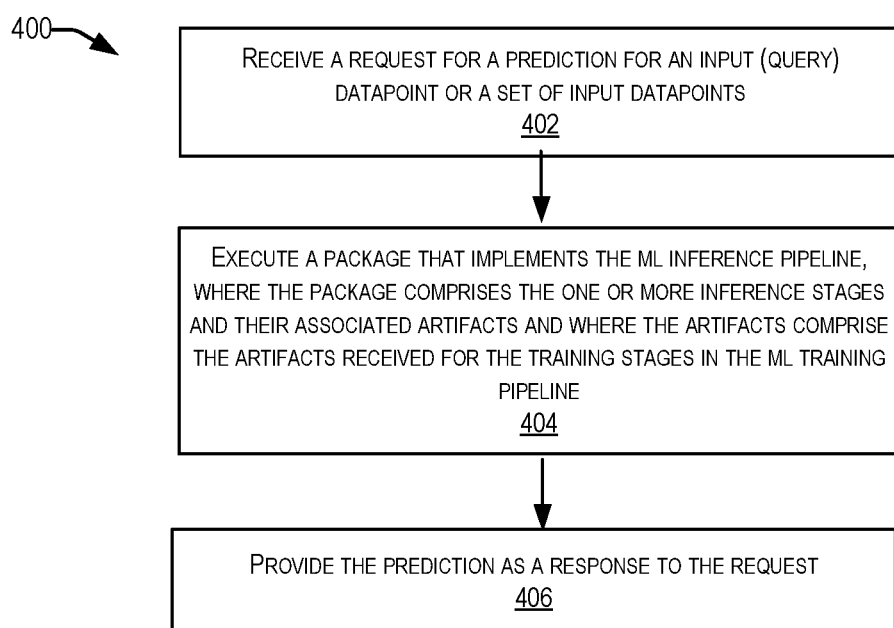 400
RECEIVE A REQUEST FOR A PREDICTION FOR AN INPUT (QUERY)
DATAPOINT OR A SET OF INPUT DATAPOINTS
402
EXECUTE A PACKAGE THAT IMPLEMENTS THE ML INFERENCE PIPELINE,
WHERE THE PACKAGE COMPRISES THE ONE OR MORE INFERENCE STAGES
AND THEIR ASSOCIATED ARTIFACTS AND WHERE THE ARTIFACTS COMPRISE
THE ARTIFACTS RECEIVED FOR THE TRAINING STAGES IN THE ML TRAINING
PIPELINE
404
PROVIDE THE PREDICTION AS A RESPONSE TO THE REQUEST
406